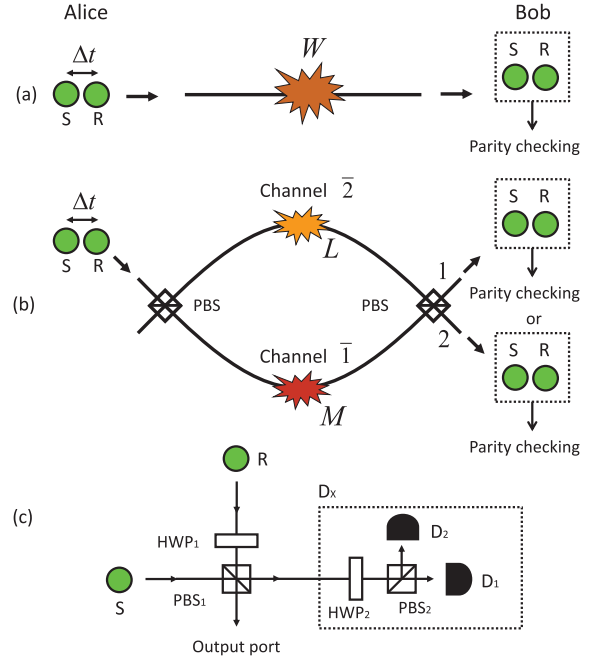 Alice
Bob
(a)
Δt
S R
W
S R
Parity checking
(b)
Δt
S R
Channel 2̅
L
PBS
PBS
1
2
S R
Parity checking
or
Channel 1̅
M
S R
Parity checking
(c)
R
HWP₁
S
PBS₁
Output port
Dₓ
D₂
D₁
HWP₂
PBS₂